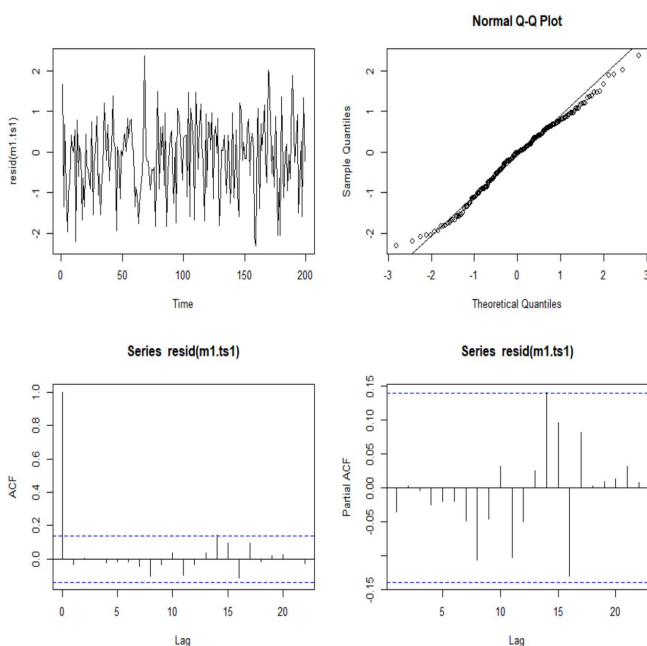 resid(m1.ts1)
2
1
0
-1
-2
0 50 100 150 200
Time
Normal Q-Q Plot
Sample Quantiles
2
1
0
-1
-2
-3 -2 -1 0 1 2 3
Theoretical Quantiles
Series resid(m1.ts1)
ACF
1.0
0.8
0.6
0.4
0.2
0.0
0 5 10 15 20
Lag
Series resid(m1.ts1)
Partial ACF
0.15
0.10
0.05
0.00
-0.05
-0.15
5 10 15 20
Lag